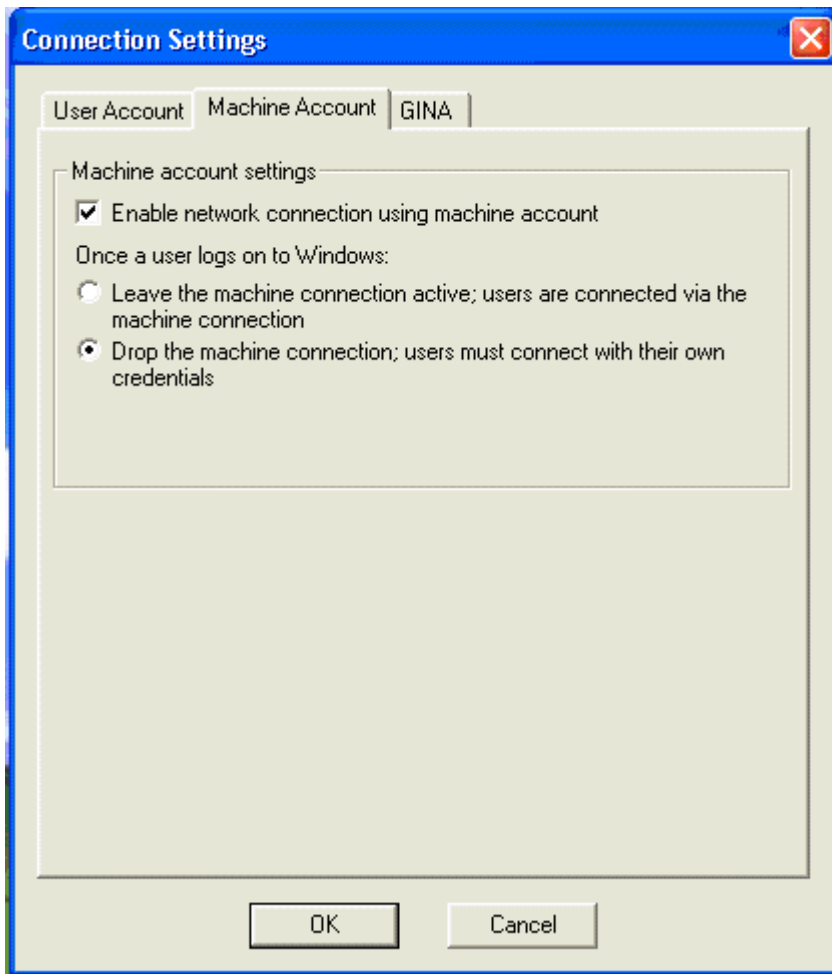 Connection Settings
User Account Machine Account GINA
Machine account settings
Enable network connection using machine account
Once a user logs on to Windows:
Leave the machine connection active; users are connected via the
machine connection
Drop the machine connection; users must connect with their own
credentials
OK Cancel